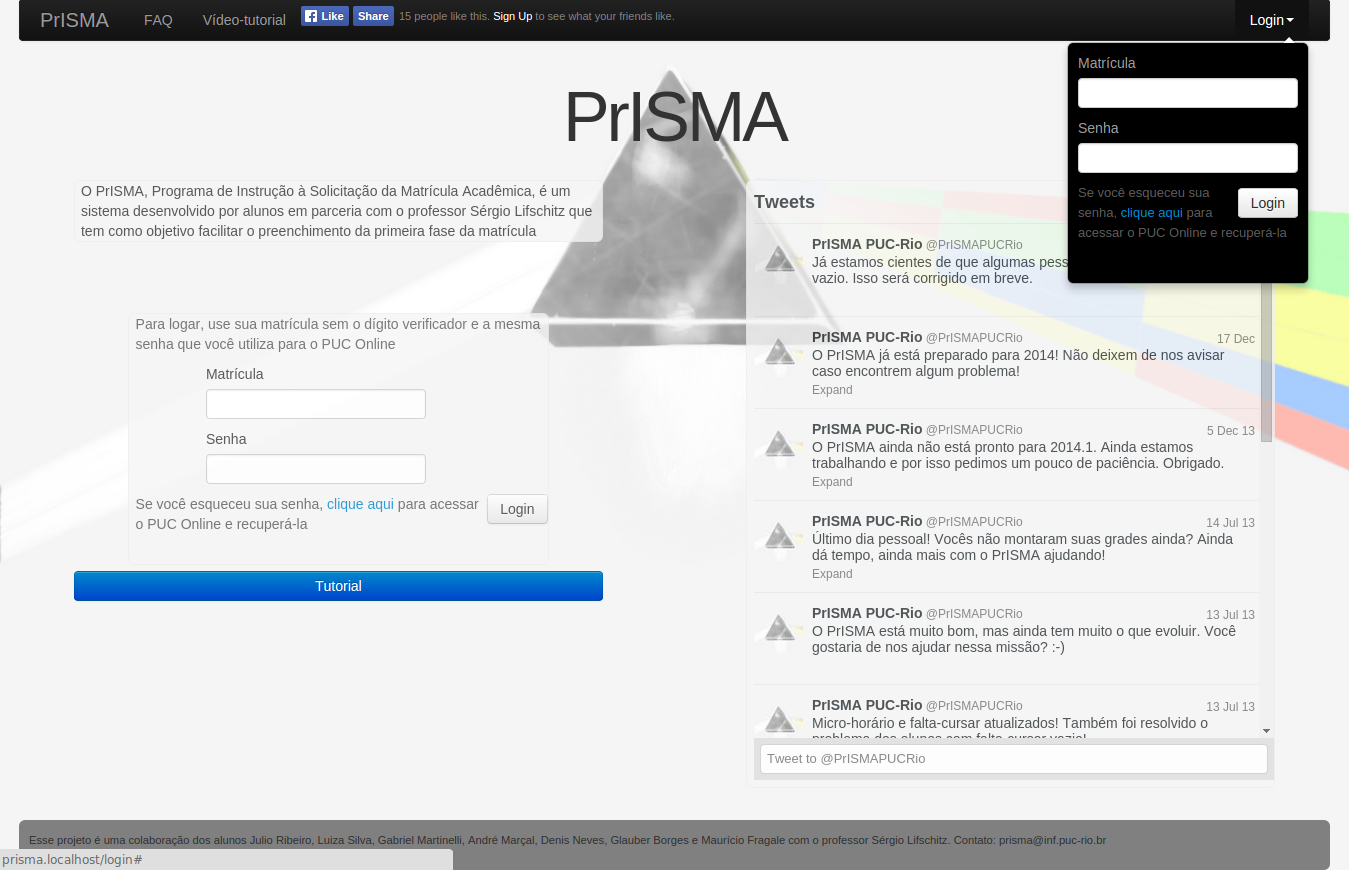 PrISMA FAQ Vídeo-tutorial Like Share 15 people like this. Sign Up to see what your friends like. Login
Matrícula
Senha
Se você esqueceu sua
senha, clique aqui para
acessar o PUC Online e recuperá-la
Login
PrISMA
O PrISMA, Programa de Instrução à Solicitação da Matrícula Acadêmica, é um
sistema desenvolvido por alunos em parceria com o professor Sérgio Lifschitz que
tem como objetivo facilitar o preenchimento da primeira fase da matrícula
Para logar, use sua matrícula sem o dígito verificador e a mesma
senha que você utiliza para o PUC Online
Matrícula
Senha
Se você esqueceu sua senha, clique aqui para acessar
o PUC Online e recuperá-la
Login
Tutorial
Tweets
PrISMA PUC-Rio @PrISMAPUCRio
Já estamos cientes de que algumas pess
vazio. Isso será corrigido em breve.
PrISMA PUC-Rio @PrISMAPUCRio 17 Dec
O PrISMA já está preparado para 2014! Não deixem de nos avisar
caso encontrem algum problema!
Expand
PrISMA PUC-Rio @PrISMAPUCRio 5 Dec 13
O PrISMA ainda não está pronto para 2014.1. Ainda estamos
trabalhando e por isso pedimos um pouco de paciência. Obrigado.
Expand
PrISMA PUC-Rio @PrISMAPUCRio 14 Jul 13
Último dia pessoal! Vocês não montaram suas grades ainda? Ainda
dá tempo, ainda mais com o PrISMA ajudando!
Expand
PrISMA PUC-Rio @PrISMAPUCRio 13 Jul 13
O PrISMA está muito bom, mas ainda tem muito o que evoluir. Você
gostaria de nos ajudar nessa missão? :-)
PrISMA PUC-Rio @PrISMAPUCRio 13 Jul 13
Micro-horário e falta-cursar atualizados! Também foi resolvido o
problema dos alunos com falta cursar vazio!
Tweet to @PrISMAPUCRio
Esse projeto é uma colaboração dos alunos Julio Ribeiro, Luiza Silva, Gabriel Martinelli, André Marçal, Denis Neves, Glauber Borges e Maurício Fragale com o professor Sérgio Lifschitz. Contato: prisma@inf.puc-rio.br
prisma.localhost/login#